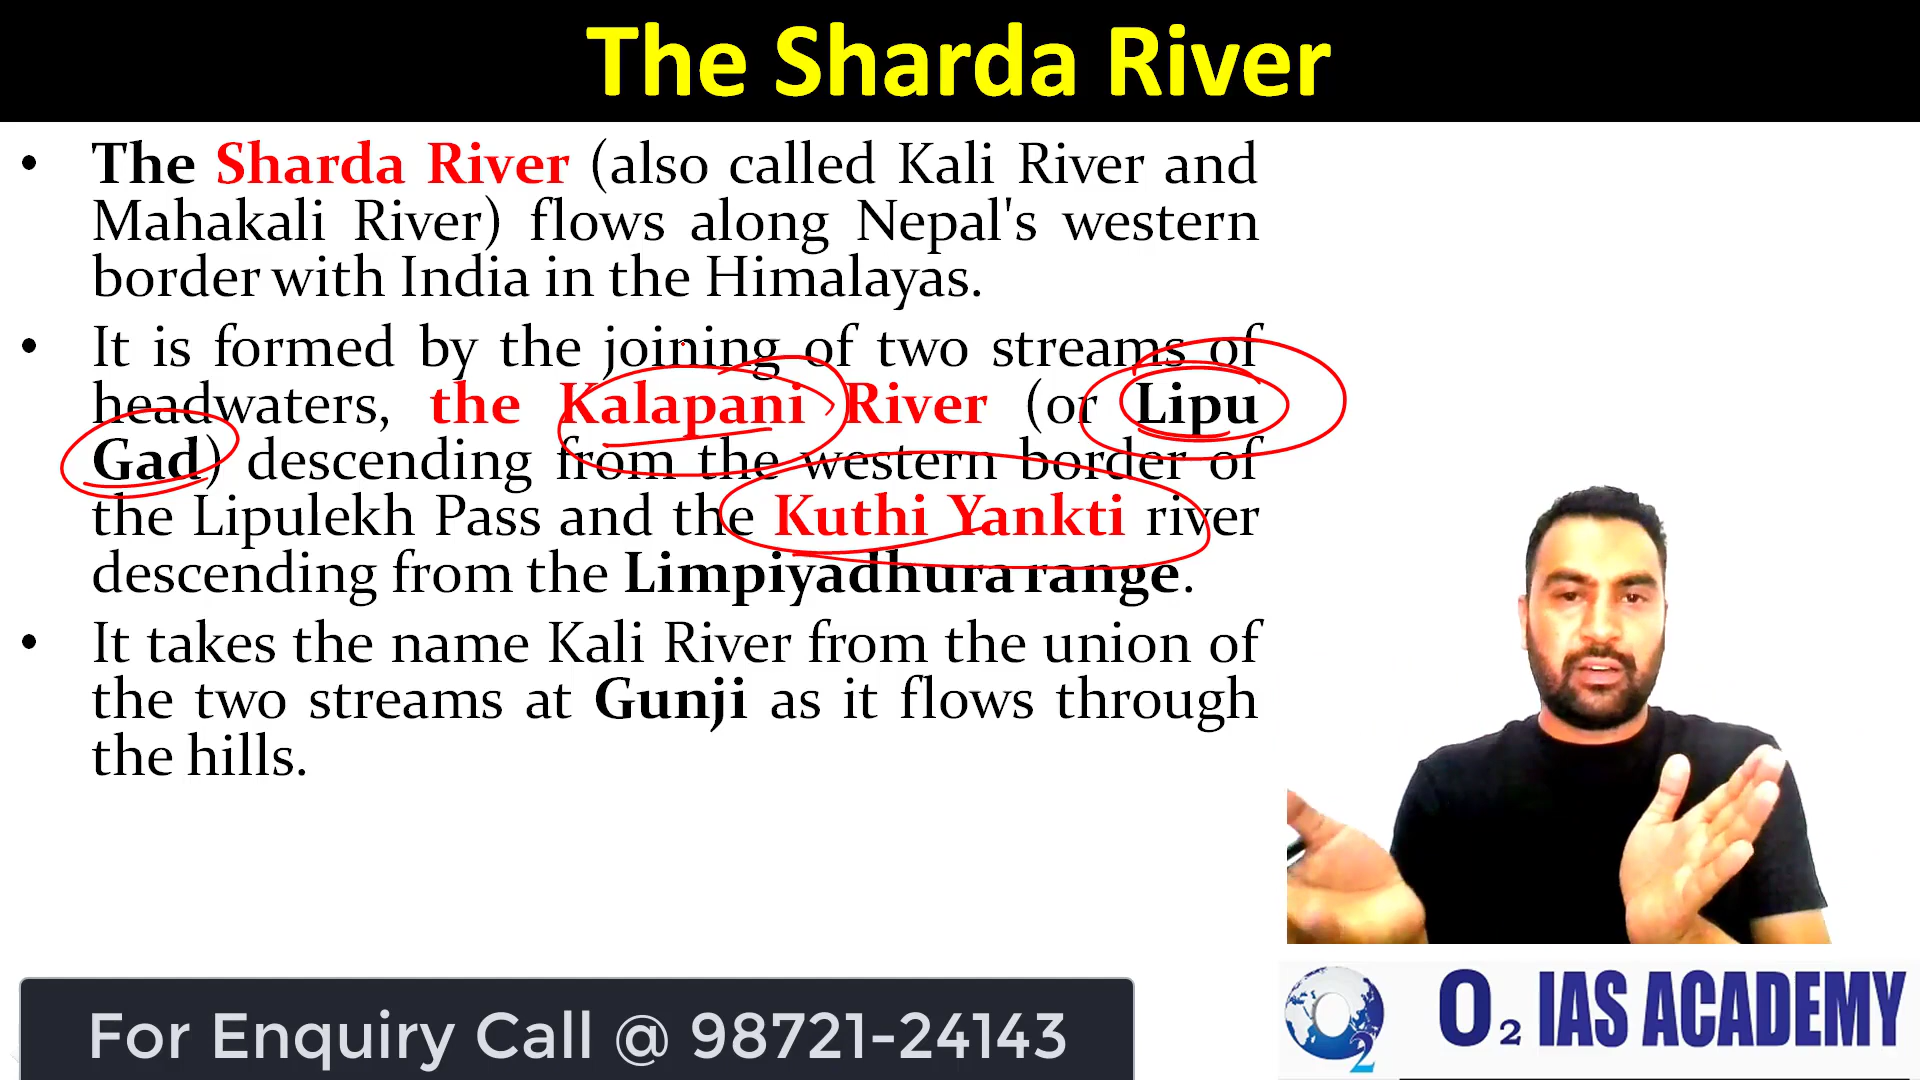 The Sharda River
• The Sharda River (also called Kali River and
Mahakali River) flows along Nepal's western
border with India in the Himalayas.
• It is formed by the joining of two streams of
headwaters, the Kalapani River (or Lipu
Gad) descending from the western border of
the Lipulekh Pass and the Kuthi Yankti river
descending from the Limpiyadhura range.
• It takes the name Kali River from the union of
the two streams at Gunji as it flows through
the hills.
For Enquiry Call @ 98721-24143
O2
O2 IAS ACADEMY